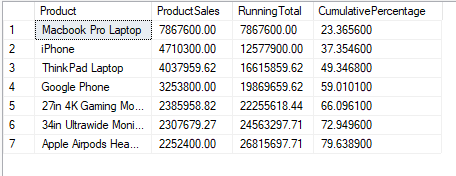 Product ProductSales RunningTotal CumulativePercentage
1 Macbook Pro Laptop 7867600.00 7867600.00 23.365600
2 iPhone 4710300.00 12577900.00 37.354600
3 ThinkPad Laptop 4037959.62 16615859.62 49.346800
4 Google Phone 3253800.00 19869659.62 59.010100
5 27in 4K Gaming Mo... 2385958.82 22255618.44 66.096100
6 34in Ultrawide Moni... 2307679.27 24563297.71 72.949600
7 Apple Airpods Hea... 2252400.00 26815697.71 79.638900